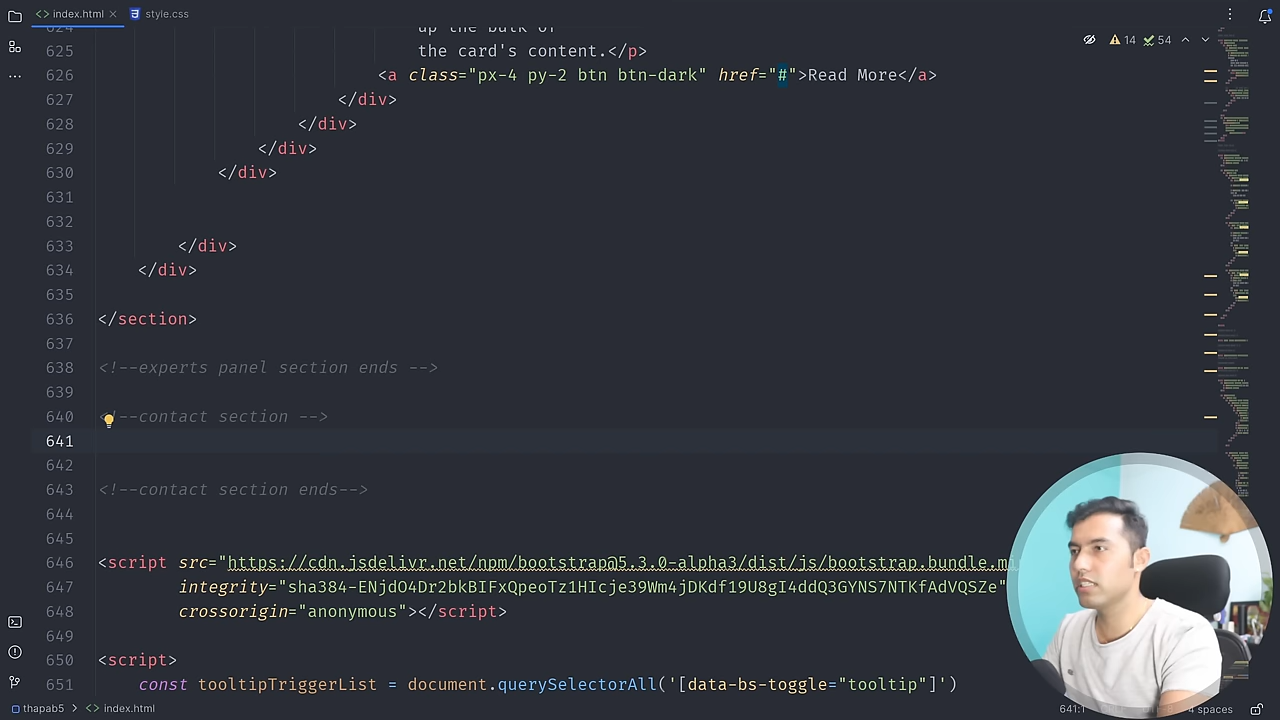 index.html
style.css
624
up the bulk of
14
54
625
the card's content.</p>
626
<a class="px-4 py-2 btn btn-dark" href="#">Read More</a>
627
</div>
628
</div>
629
</div>
630
</div>
631
632
633
</div>
634
</div>
635
636
</section>
637
638
<!--experts panel section ends -->
639
640
<!--contact section -->
641
642
643
<!--contact section ends-->
644
645
646
<script src="https://cdn.jsdelivr.net/npm/bootstrap@5.3.0-alpha3/dist/js/bootstrap.bundle.mi
647
integrity="sha384-ENjdO4Dr2bkBIFxQpeoTz1HIcje39Wm4jDKdf19U8gI4ddQ3GYNS7NTKfAdVQSZe"
648
crossorigin="anonymous"></script>
649
650
<script>
651
const tooltipTriggerList = document.querySelectorAll('[data-bs-toggle="tooltip"]')
thapab5
index.html
641:1
4 spaces